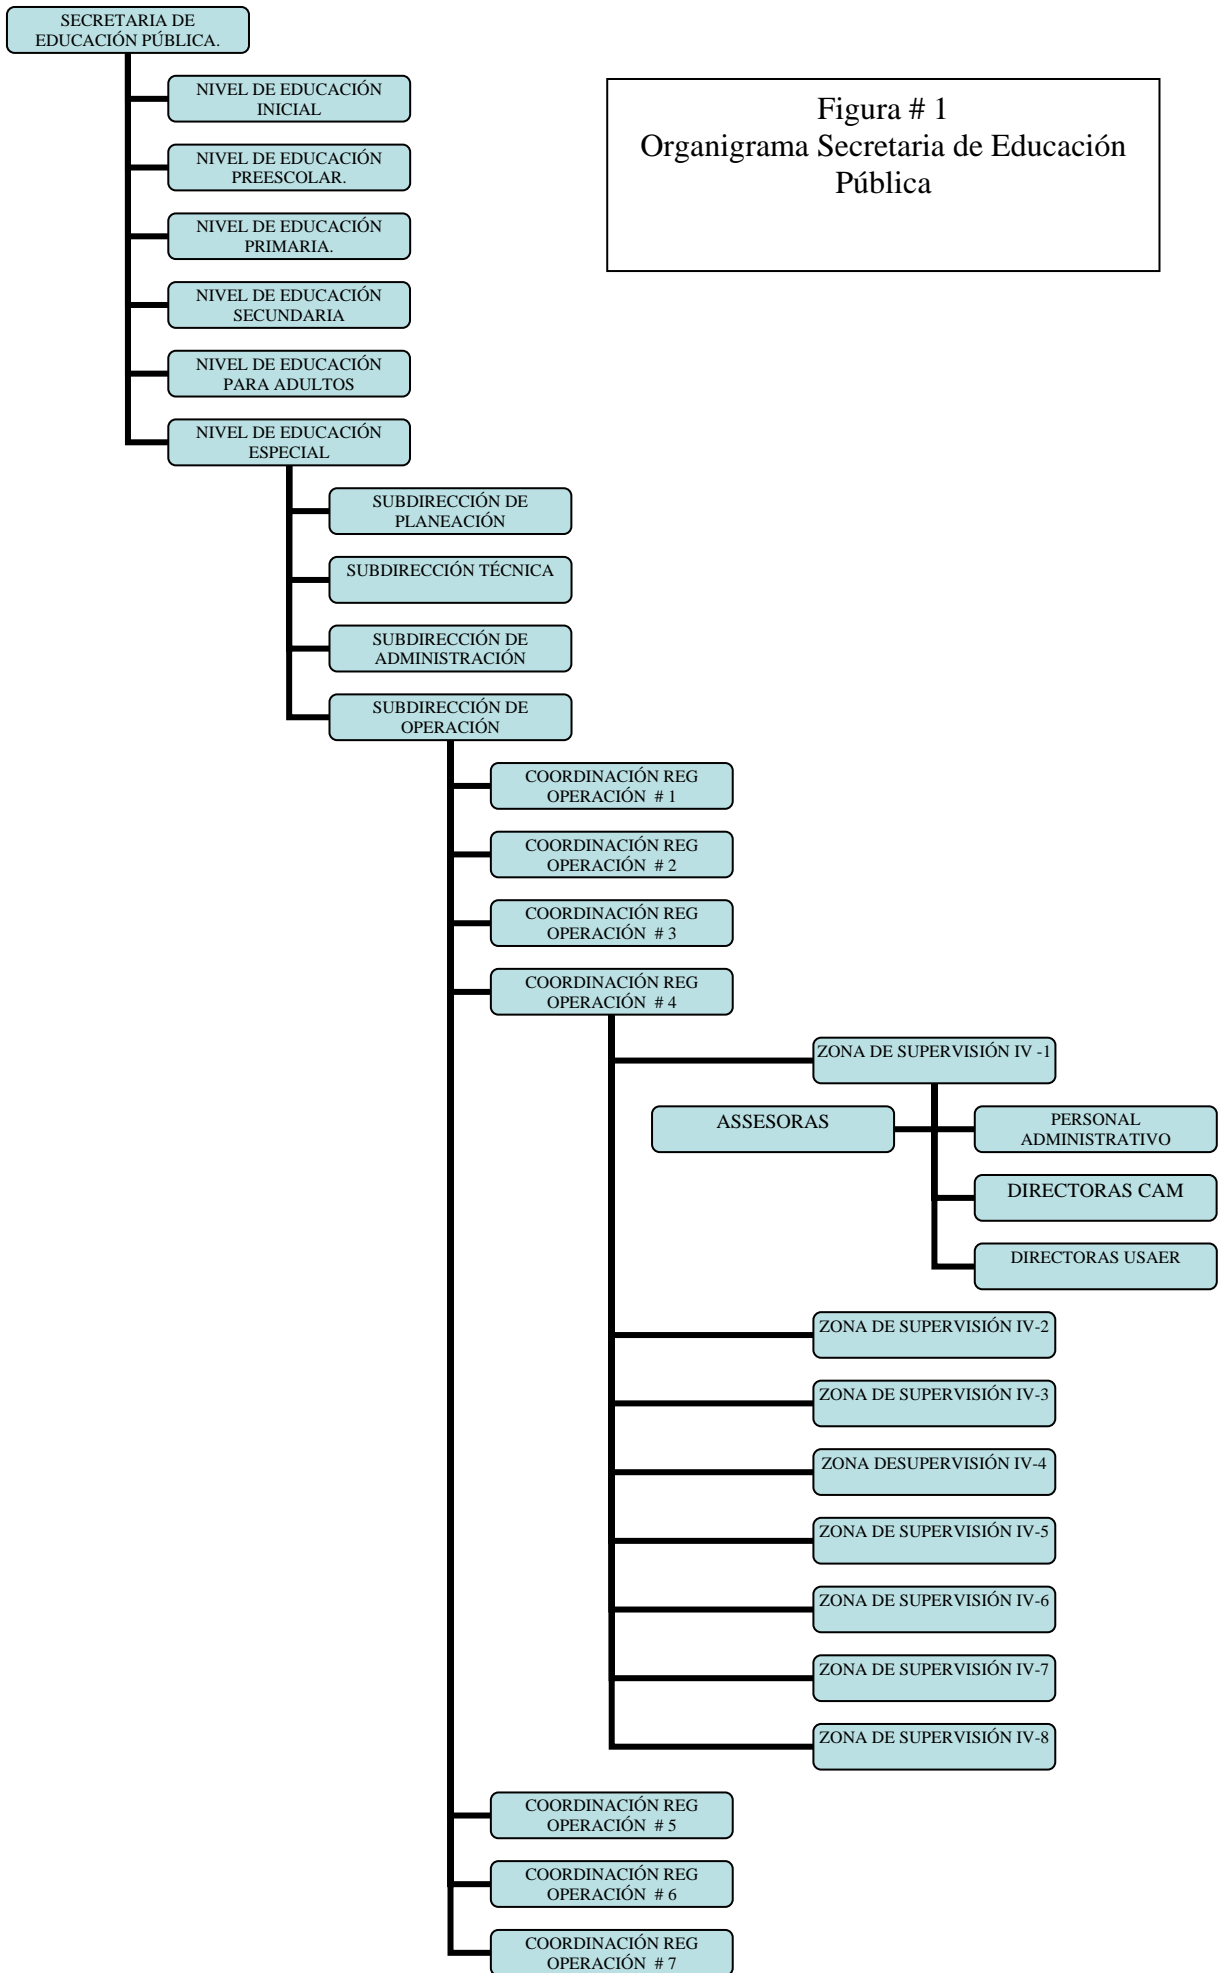 SECRETARIA DE
EDUCACIÓN PÚBLICA.
NIVEL DE EDUCACIÓN
INICIAL
Figura # 1
Organigrama Secretaria de Educación
Pública
NIVEL DE EDUCACIÓN
PREESCOLAR.
NIVEL DE EDUCACIÓN
PRIMARIA.
NIVEL DE EDUCACIÓN
SECUNDARIA
NIVEL DE EDUCACIÓN
PARA ADULTOS
NIVEL DE EDUCACIÓN
ESPECIAL
SUBDIRECCIÓN DE
PLANEACIÓN
SUBDIRECCIÓN TÉCNICA
SUBDIRECCIÓN DE
ADMINISTRACIÓN
SUBDIRECCIÓN DE
OPERACIÓN
COORDINACIÓN REG
OPERACIÓN # 1
COORDINACIÓN REG
OPERACIÓN # 2
COORDINACIÓN REG
OPERACIÓN # 3
COORDINACIÓN REG
OPERACIÓN # 4
ZONA DE SUPERVISIÓN IV -1
ASSESORAS
PERSONAL
ADMINISTRATIVO
DIRECTORAS CAM
DIRECTORAS USAER
ZONA DE SUPERVISIÓN IV-2
ZONA DE SUPERVISIÓN IV-3
ZONA DESUPERVISIÓN IV-4
ZONA DE SUPERVISIÓN IV-5
ZONA DE SUPERVISIÓN IV-6
ZONA DE SUPERVISIÓN IV-7
ZONA DE SUPERVISIÓN IV-8
COORDINACIÓN REG
OPERACIÓN # 5
COORDINACIÓN REG
OPERACIÓN # 6
COORDINACIÓN REG
OPERACIÓN # 7